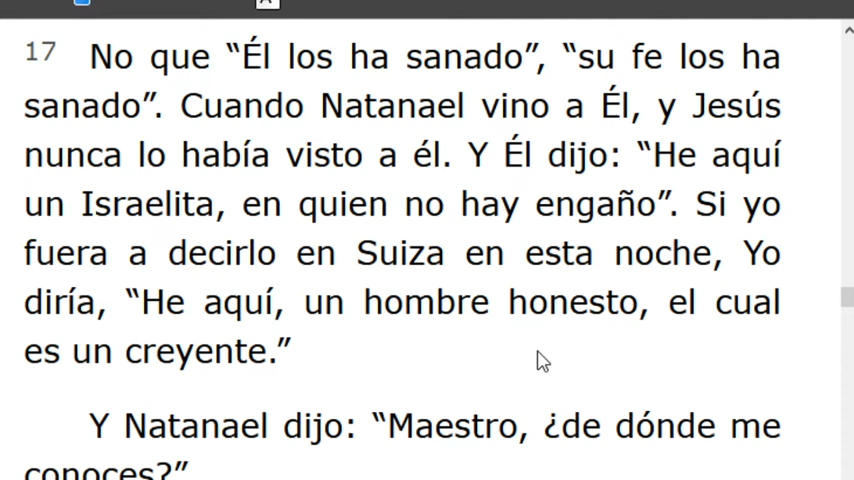 17 No que “Él los ha sanado”, “su fe los ha
sanado”. Cuando Natanael vino a Él, y Jesús
nunca lo había visto a él. Y Él dijo: “He aquí
un Israelita, en quien no hay engaño”. Si yo
fuera a decirlo en Suiza en esta noche, Yo
diría, “He aquí, un hombre honesto, el cual
es un creyente.”
Y Natanael dijo: “Maestro, ¿de dónde me
conoces?”